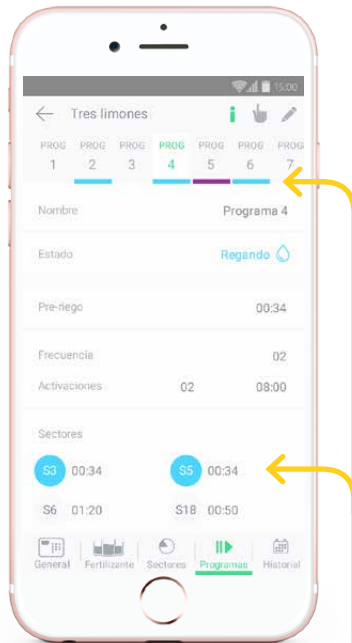 15:00
Tres limones
PROG PROG PROG PROG PROG PROG PROG
1 2 3 4 5 6 7
Nombre Programa 4
Estado Regando
Pre-riego 00:34
Frecuencia 02
Activaciones 02 08:00
Sectores
S3 00:34 S5 00:34
S6 01:20 S18 00:50
General Fertilizante Sectores Programas Historial